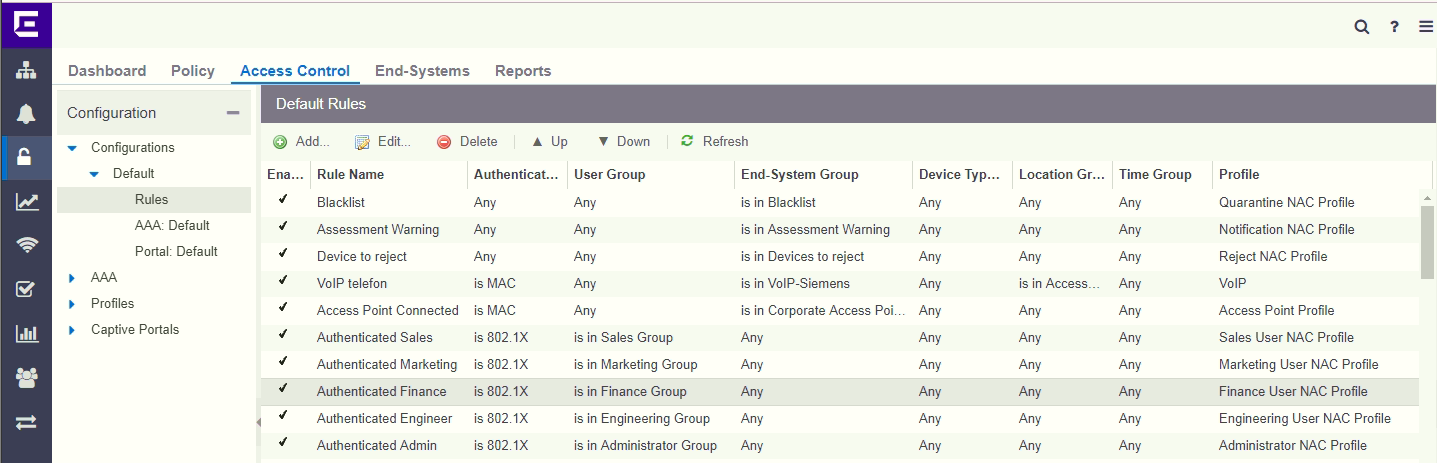 ?
Dashboard Policy Access Control End-Systems Reports
Configuration
Default Rules
Configurations
Default
Rules
AAA: Default
Portal: Default
AAA
Profiles
Captive Portals
Add... Edit... Delete Up Down Refresh
Ena... Rule Name Authenticat... User Group End-System Group Device Typ... Location Gr... Time Group Profile
Blacklist Any Any is in Blacklist Any Any Any Quarantine NAC Profile
Assessment Warning Any Any is in Assessment Warning Any Any Any Notification NAC Profile
Device to reject Any Any is in Devices to reject Any Any Any Reject NAC Profile
VoIP telefon is MAC Any is in VoIP-Siemens Any is in Access... Any VoIP
Access Point Connected is MAC Any is in Corporate Access Poi... Any Any Any Access Point Profile
Authenticated Sales is 802.1X is in Sales Group Any Any Any Any Sales User NAC Profile
Authenticated Marketing is 802.1X is in Marketing Group Any Any Any Any Marketing User NAC Profile
Authenticated Finance is 802.1X is in Finance Group Any Any Any Any Finance User NAC Profile
Authenticated Engineer is 802.1X is in Engineering Group Any Any Any Any Engineering User NAC Profile
Authenticated Admin is 802.1X is in Administrator Group Any Any Any Any Administrator NAC Profile